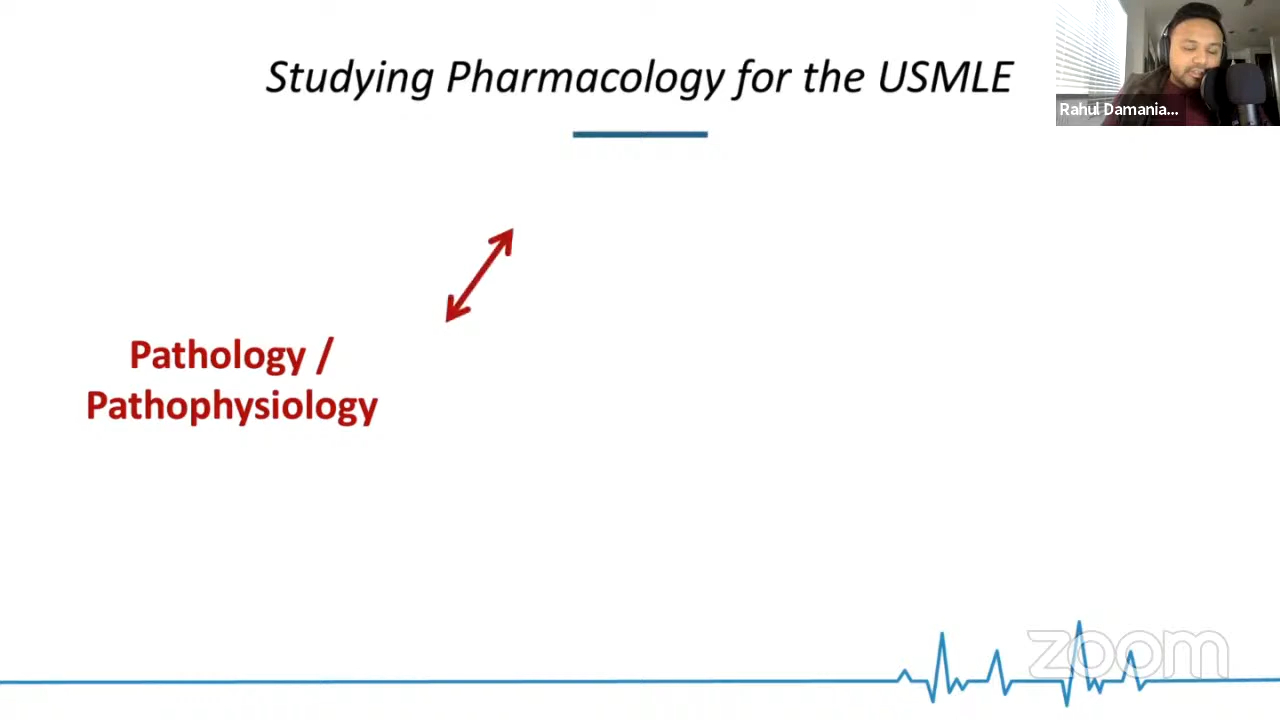 Studying Pharmacology for the USMLE
Rahul Damania...
Pathology /
Pathophysiology
zoom